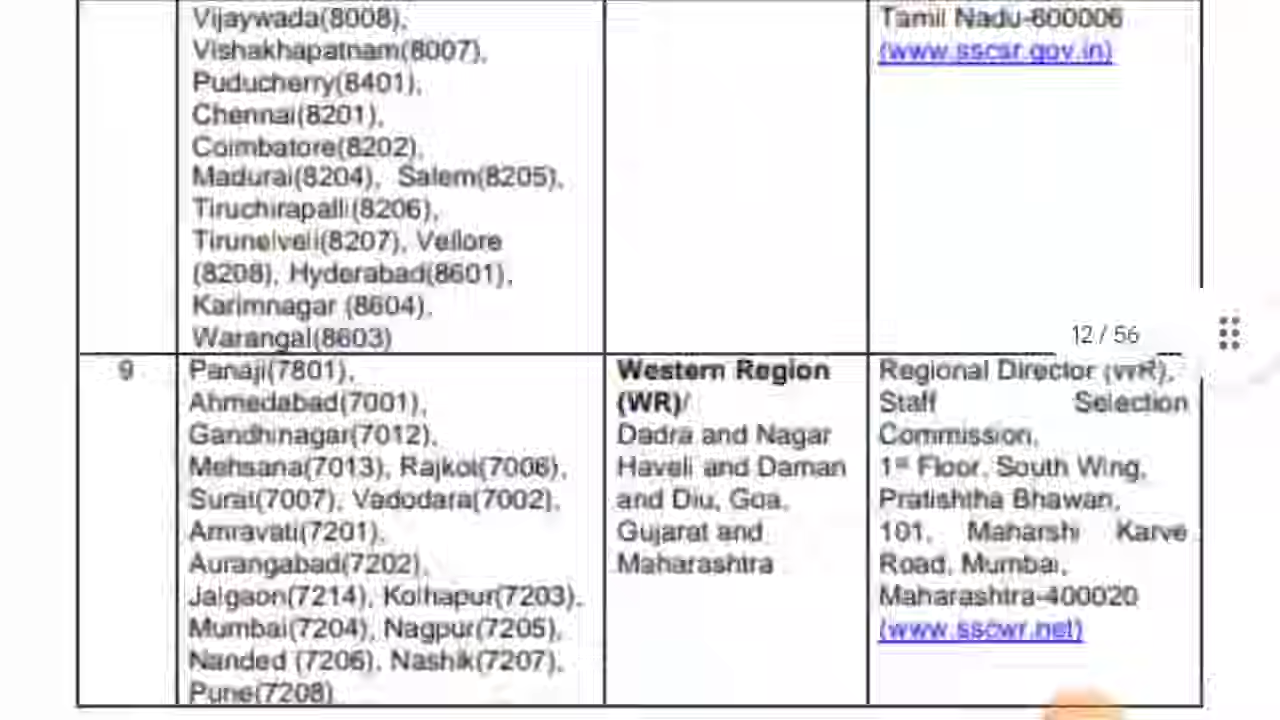 Vijaywada(8008),
Vishakhapatnam(8007),
Puducherry(8401),
Chennai(8201),
Coimbatore(8202),
Madurai(8204), Salem(8205),
Tiruchirapalli(8206),
Tirunelveli(8207), Vellore
(8208), Hyderabad(8601),
Karimnagar (8604),
Warangal(8603)
Tamil Nadu-600006
(www.sscsr.gov.in)
12 / 56
9
Panaji(7801),
Ahmedabad(7001),
Gandhinagar(7012),
Mehsana(7013), Rajkot(7006),
Surat(7007), Vadodara(7002),
Amravati(7201),
Aurangabad(7202),
Jalgaon(7214), Kolhapur(7203),
Mumbai(7204), Nagpur(7205),
Nanded (7206), Nashik(7207),
Pune(7208)
Western Region
(WR)/
Dadra and Nagar
Haveli and Daman
and Diu, Goa,
Gujarat and
Maharashtra
Regional Director (WR),
Staff Selection
Commission,
1st Floor, South Wing,
Pratishtha Bhawan,
101, Maharshi Karve
Road, Mumbai,
Maharashtra-400020
(www.sscwr.net)